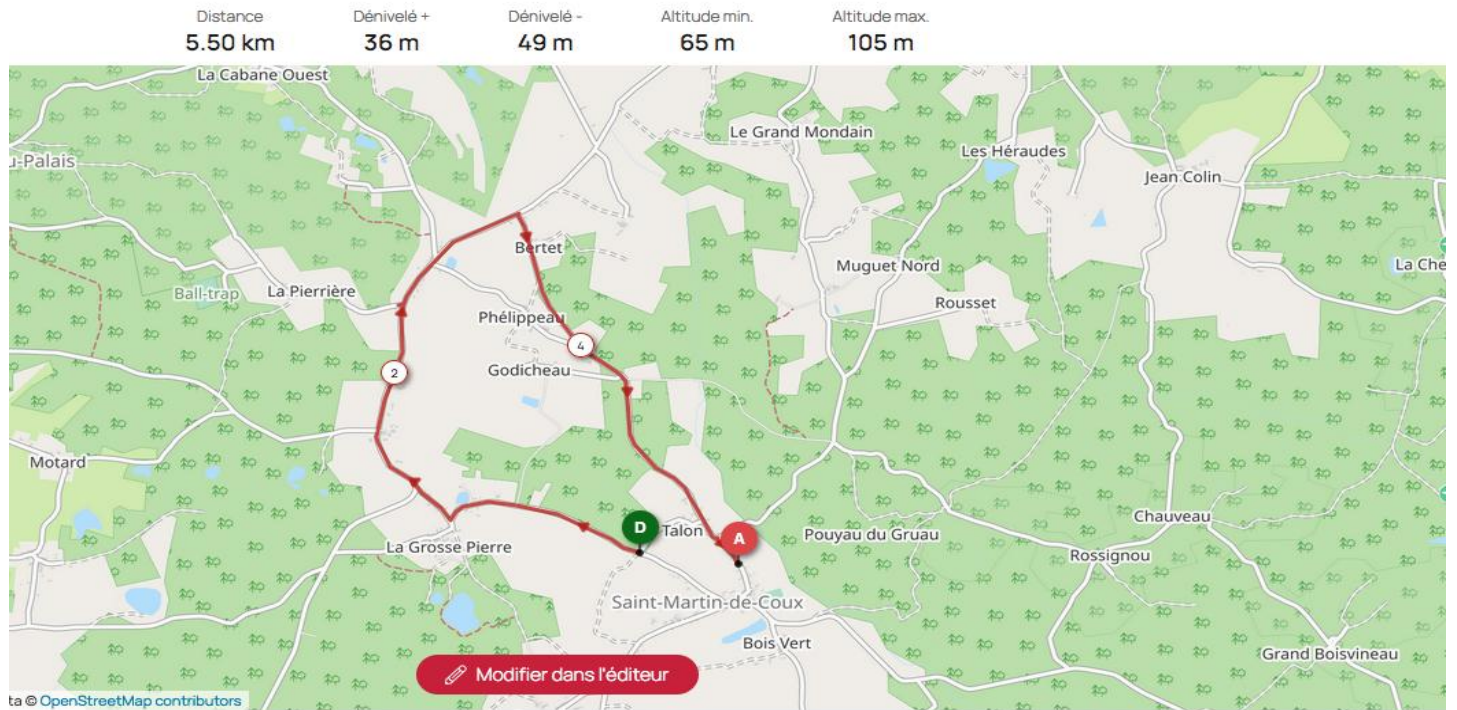 Distance Dénivelé + Dénivelé - Altitude min. Altitude max.
5.50 km 36 m 49 m 65 m 105 m
La Cabane Ouest
Le Grand Mondain
Les Héraudes
u-Palais
Jean Colin
Bertet
La Che
Muguet Nord
Ball-trap
La Pierrière
Rousset
Phélippeau
4
Godicheau
2
Motard
Chauveau
D
Talon
A
Pouyau du Gruau
La Grosse Pierre
Rossignou
Saint-Martin-de-Coux
Bois Vert
Grand Boisvineau
Modifier dans l'éditeur
ta © OpenStreetMap contributors